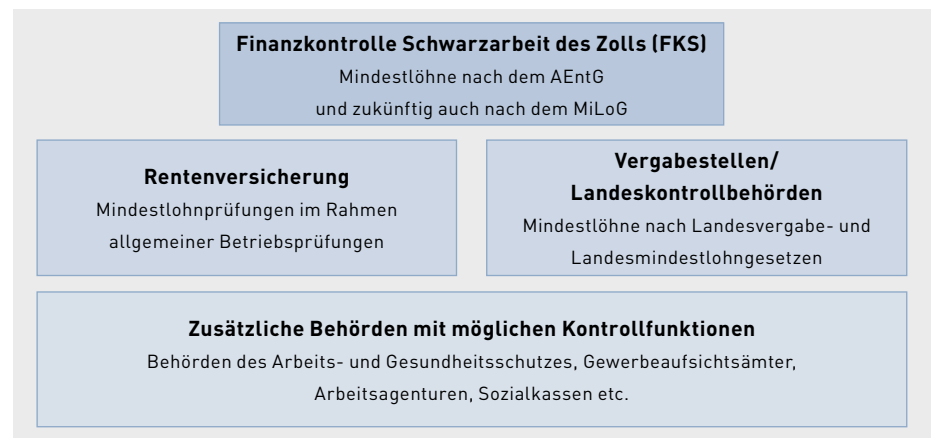 Finanzkontrolle Schwarzarbeit des Zolls (FKS)
Mindestlöhne nach dem AEntG
und zukünftig auch nach dem MiLoG
Rentenversicherung
Mindestlohnprüfungen im Rahmen
allgemeiner Betriebsprüfungen
Vergabestellen/
Landeskontrollbehörden
Mindestlöhne nach Landesvergabe- und
Landesmindestlohngesetzen
Zusätzliche Behörden mit möglichen Kontrollfunktionen
Behörden des Arbeits- und Gesundheitsschutzes, Gewerbeaufsichtsämter,
Arbeitsagenturen, Sozialkassen etc.